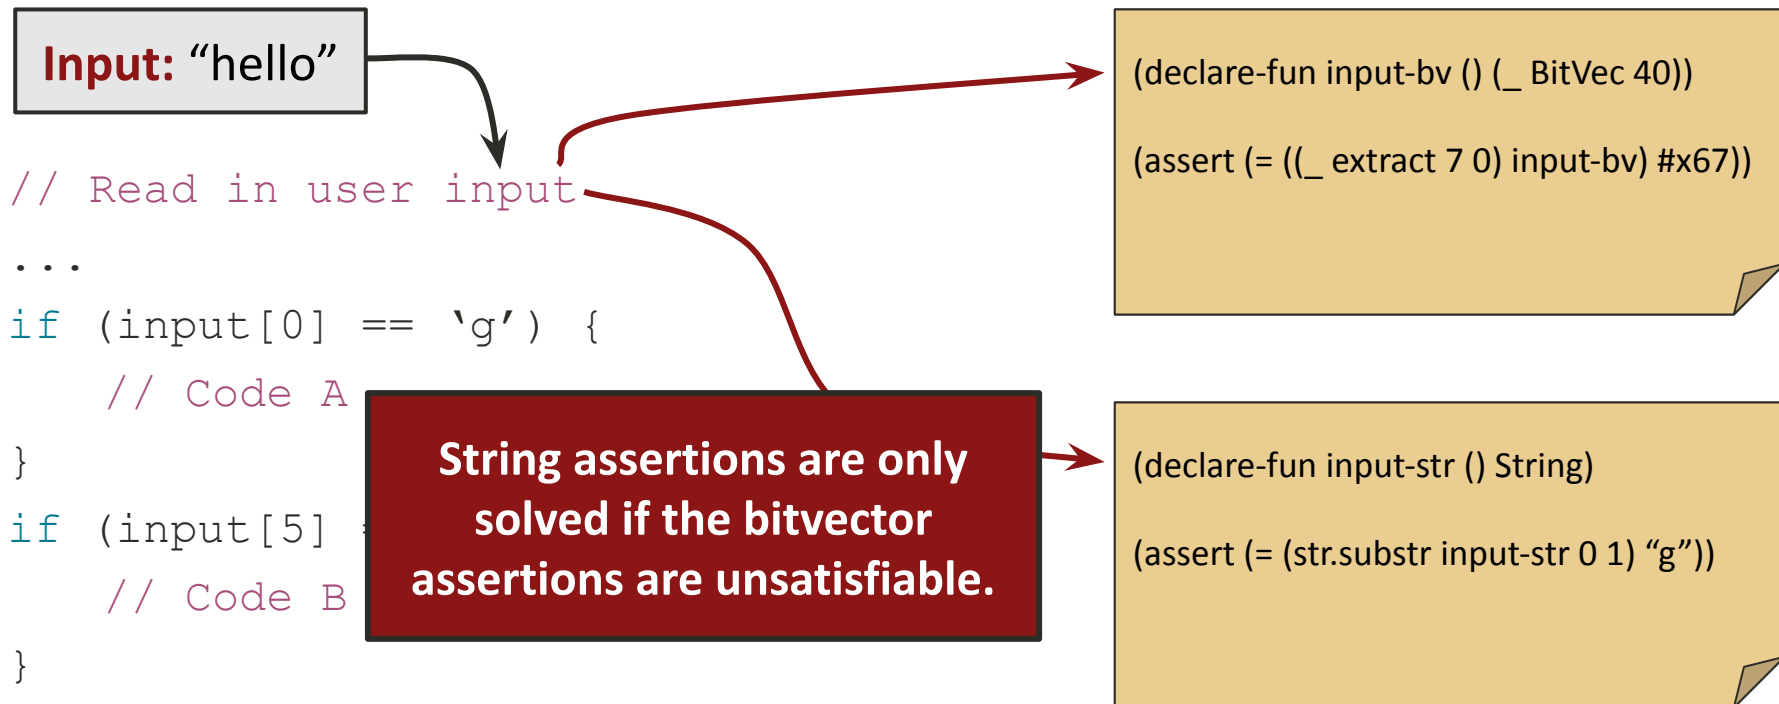 Input: “hello”
// Read in user input
...
if (input[0] == ‘g’) {
// Code A
}
if (input[5] =
// Code B
}
String assertions are only
solved if the bitvector
assertions are unsatisfiable.
(declare-fun input-bv () (_ BitVec 40))
(assert (= ((_ extract 7 0) input-bv) #x67))
(declare-fun input-str () String)
(assert (= (str.substr input-str 0 1) “g”))